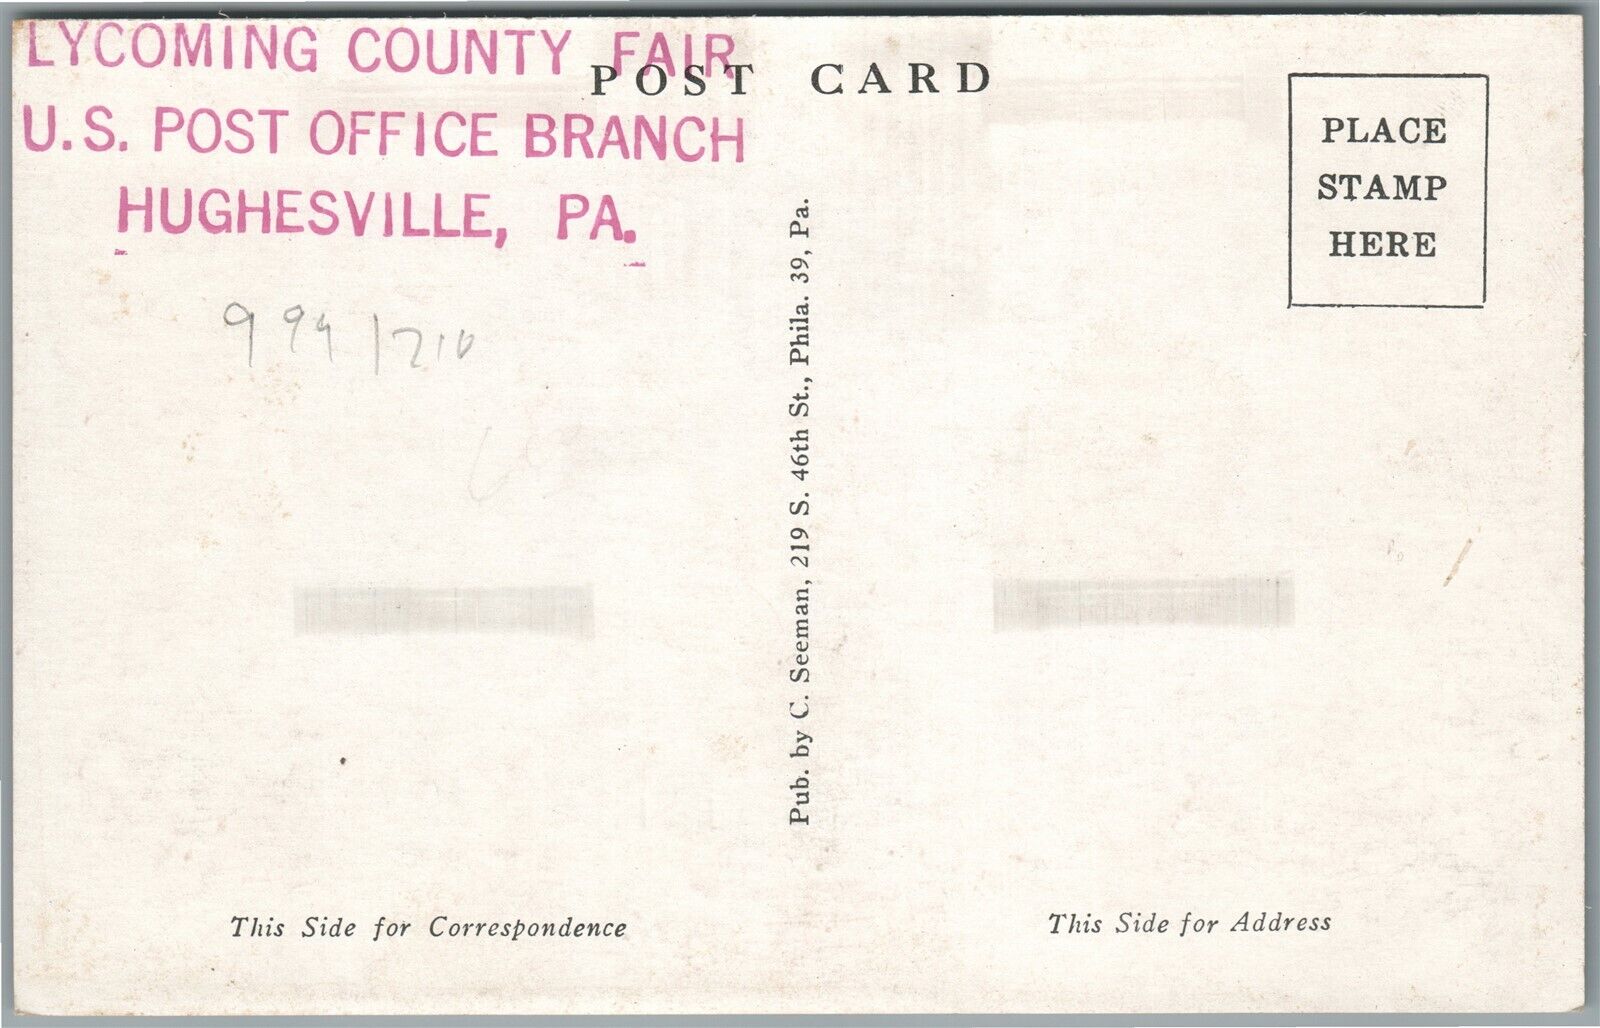 LYCOMING COUNTY FAIR
U.S. POST OFFICE BRANCH
HUGHESVILLE, PA.
POST CARD
PLACE
STAMP
HERE
Pub. by C. Seeman, 219 S. 46th St., Phila. 39, Pa.
This Side for Correspondence
This Side for Address